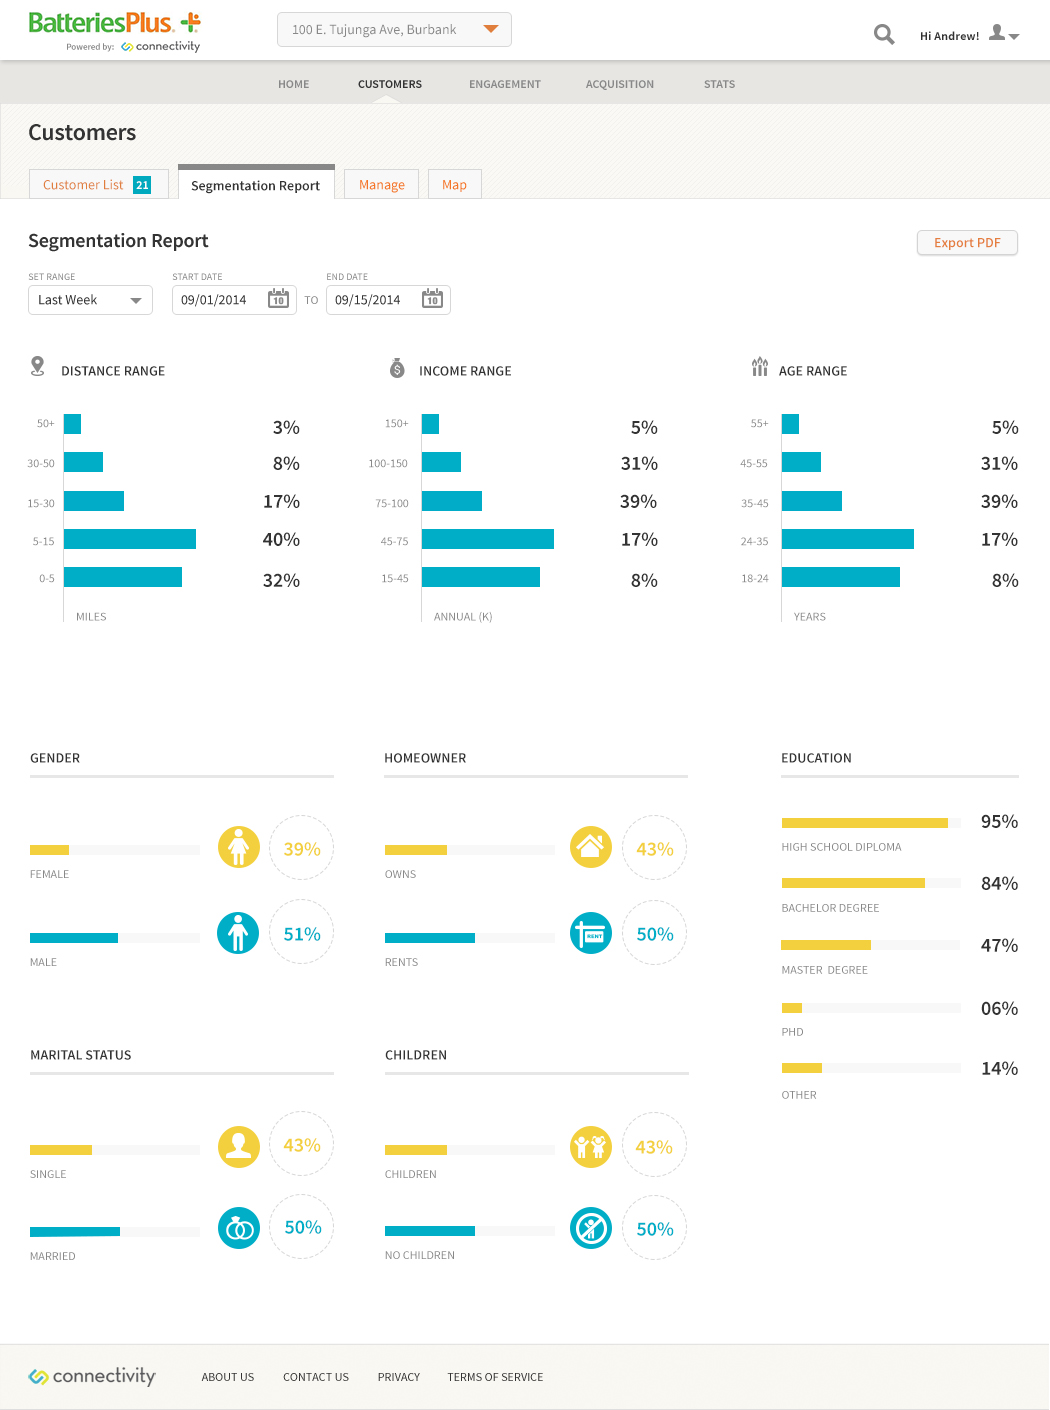 BatteriesPlus.
Powered by: connectivity
100 E. Tujunga Ave, Burbank
Hi Andrew!
HOME CUSTOMERS ENGAGEMENT ACQUISITION STATS
Customers
Customer List 21 Segmentation Report Manage Map
Segmentation Report
Export PDF
SET RANGE START DATE END DATE
Last Week 09/01/2014 10 TO 09/15/2014 10
DISTANCE RANGE
50+ 3%
30-50 8%
15-30 17%
5-15 40%
0-5 32%
MILES
$ INCOME RANGE
150+ 5%
100-150 31%
75-100 39%
45-75 17%
15-45 8%
ANNUAL (K)
AGE RANGE
55+ 5%
45-55 31%
35-45 39%
24-35 17%
18-24 8%
YEARS
GENDER
39%
FEMALE
51%
MALE
HOMEOWNER
43%
OWNS
RENT 50%
RENTS
EDUCATION
95%
HIGH SCHOOL DIPLOMA
84%
BACHELOR DEGREE
47%
MASTER DEGREE
06%
PHD
14%
OTHER
MARITAL STATUS
43%
SINGLE
50%
MARRIED
CHILDREN
43%
CHILDREN
50%
NO CHILDREN
connectivity ABOUT US CONTACT US PRIVACY TERMS OF SERVICE